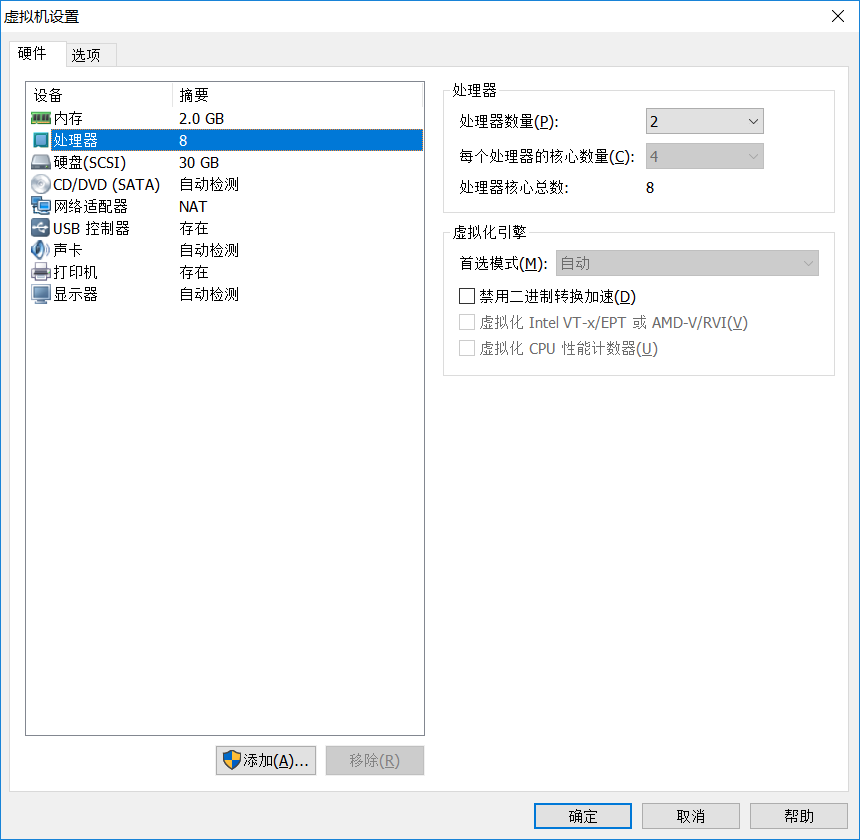 虚拟机设置
硬件 选项
设备 摘要
内存 2.0 GB
处理器 8
硬盘(SCSI) 30 GB
CD/DVD (SATA) 自动检测
网络适配器 NAT
USB 控制器 存在
声卡 自动检测
打印机 存在
显示器 自动检测
添加(A)... 移除(R)
处理器
处理器数量(P): 2
每个处理器的核心数量(C): 4
处理器核心总数: 8
虚拟化引擎
首选模式(M): 自动
禁用二进制转换加速(D)
虚拟化 Intel VT-x/EPT 或 AMD-V/RVI(V)
虚拟化 CPU 性能计数器(U)
确定 取消 帮助